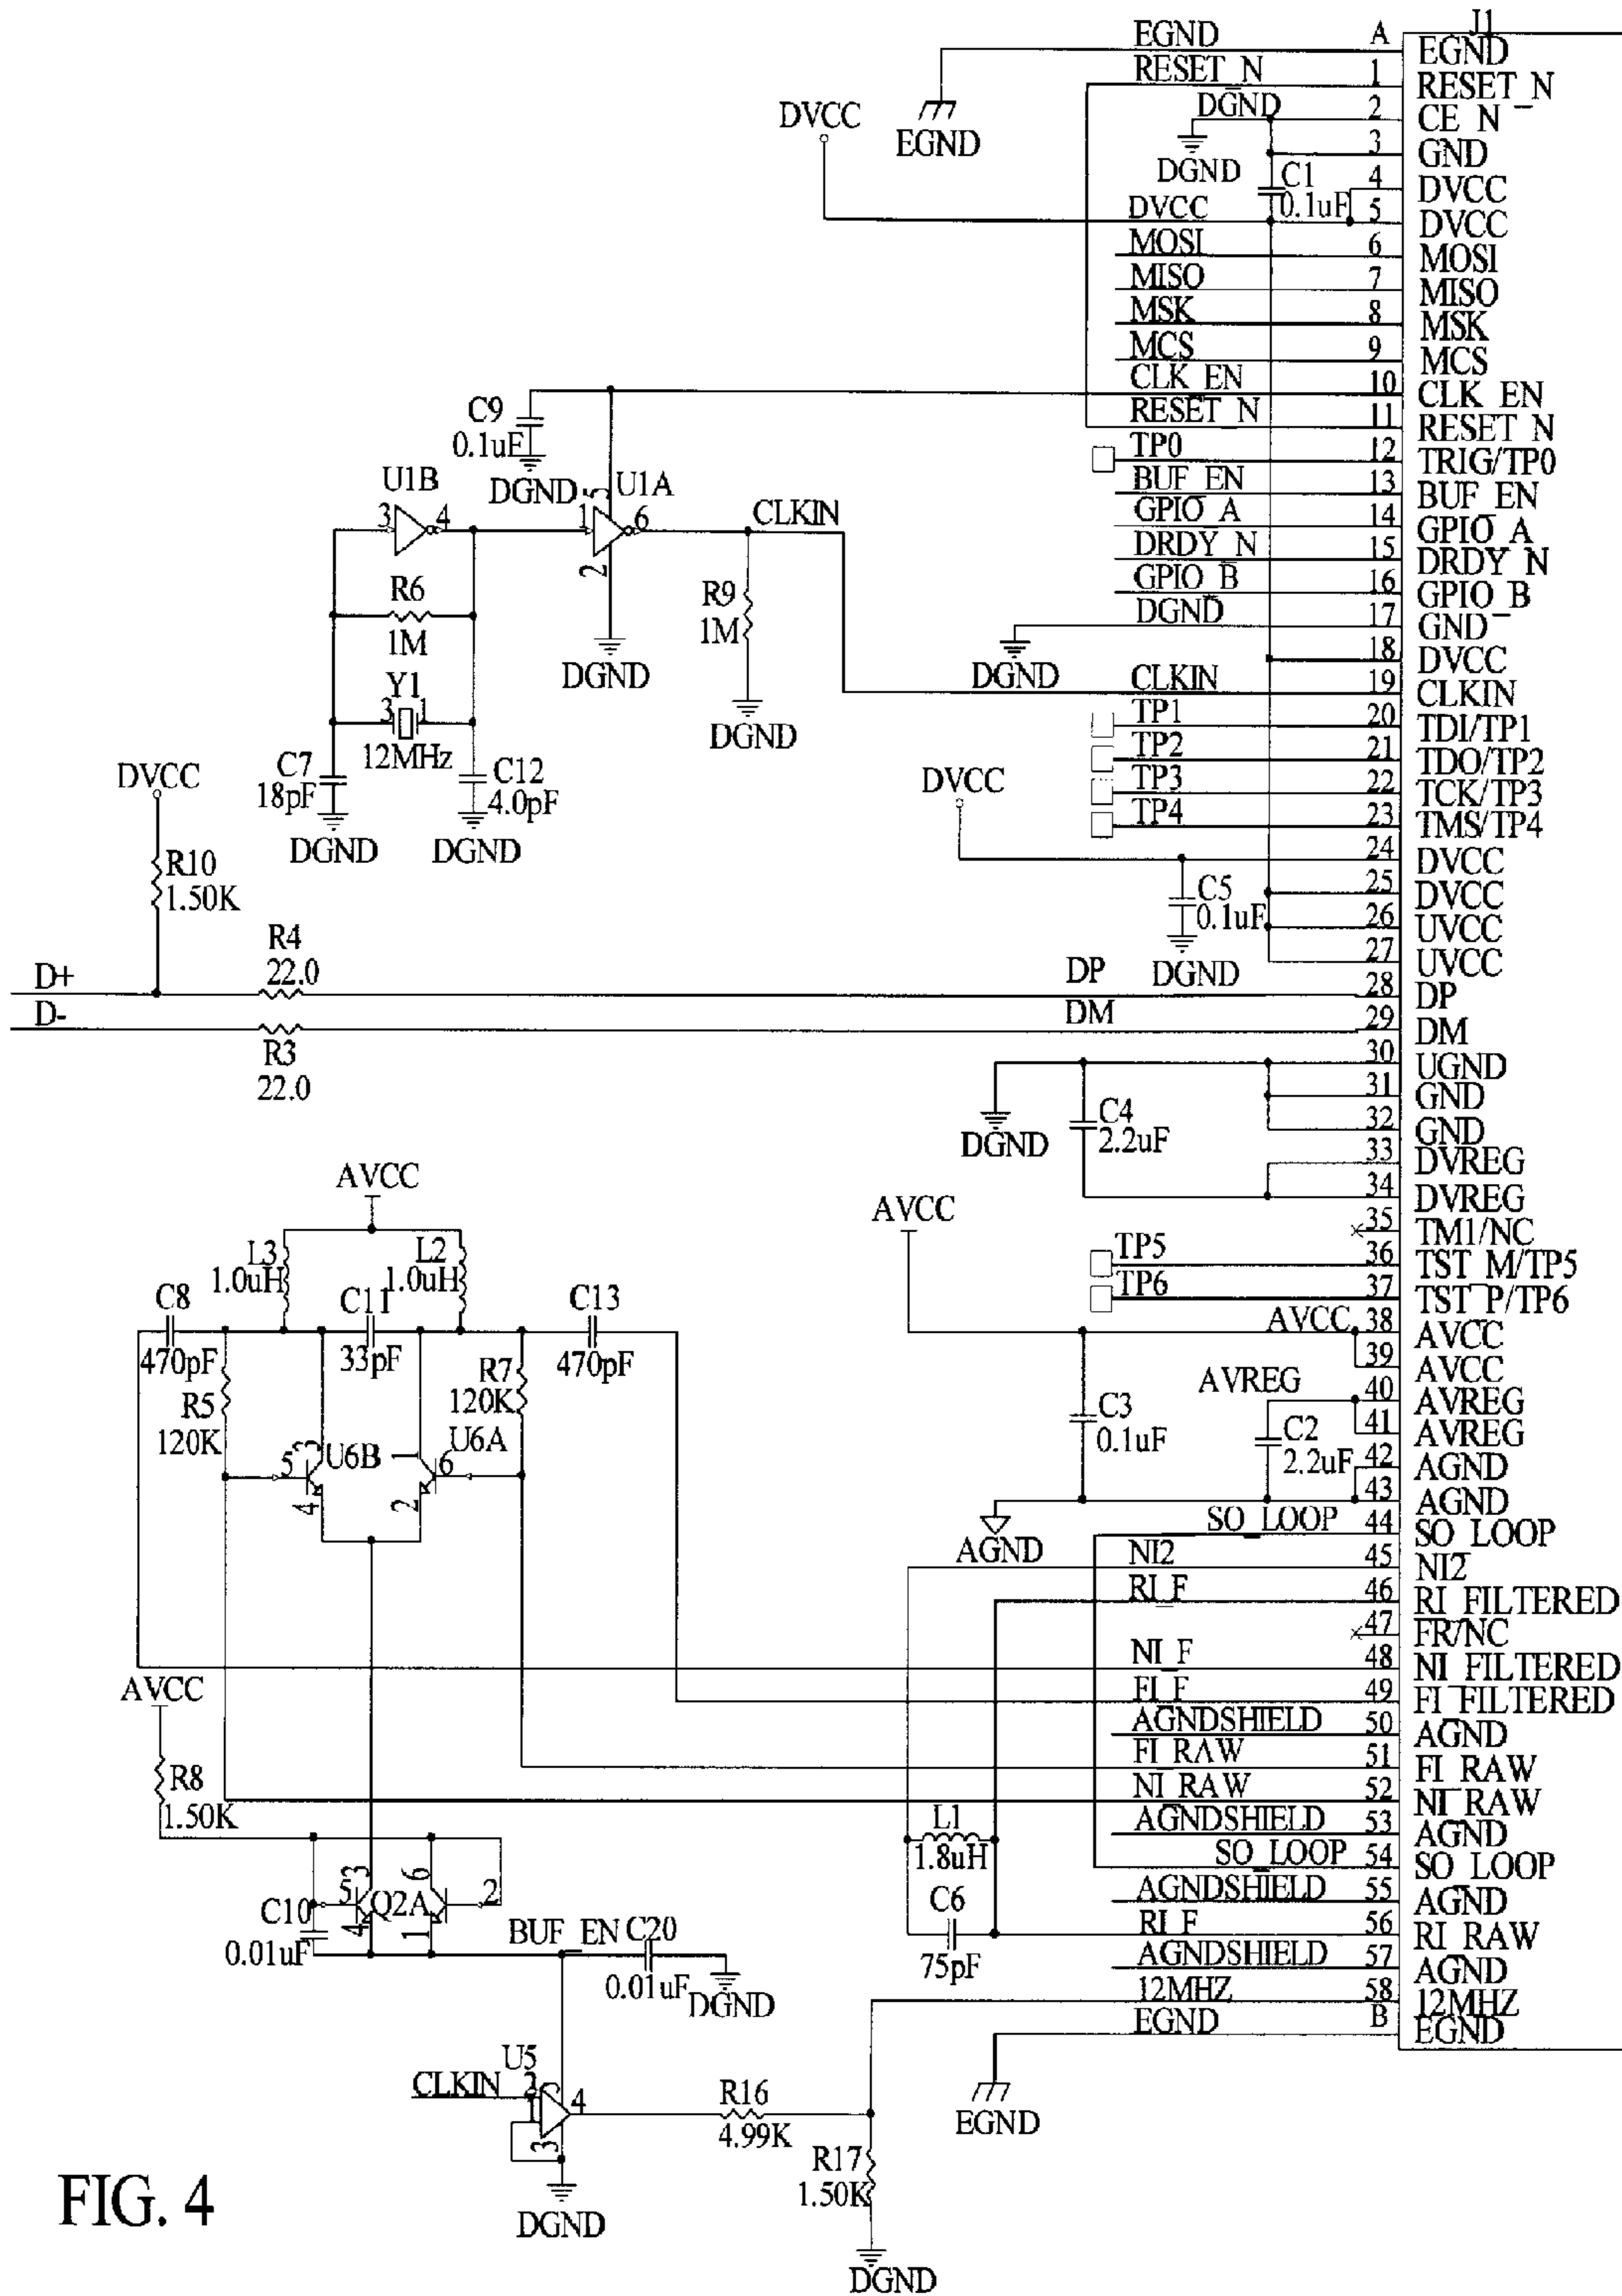 J1
EGND A EGND
RESET_N 1 RESET_N
DGND 2 CE_N
3 GND
DVCC
EGND
DGND
C1
0.1uF
4 DVCC
DVCC 5 DVCC
MOSI 6 MOSI
MISO 7 MISO
MSK 8 MSK
MCS 9 MCS
CLK_EN 10 CLK_EN
RESET_N 11 RESET_N
TP0 12 TRIG/TP0
BUF_EN 13 BUF_EN
GPIO_A 14 GPIO_A
DRDY_N 15 DRDY_N
GPIO_B 16 GPIO_B
DGND 17 GND
18 DVCC
DGND
CLKIN 19 CLKIN
TP1 20 TDI/TP1
TP2 21 TDO/TP2
TP3 22 TCK/TP3
TP4 23 TMS/TP4
24 DVCC
25 DVCC
26 UVCC
27 UVCC
DP 28 DP
DM 29 DM
30 UGND
31 GND
32 GND
33 DVREG
34 DVREG
35 TM1/NC
TP5 36 TST_M/TP5
TP6 37 TST_P/TP6
AVCC 38 AVCC
39 AVCC
AVREG 40 AVREG
41 AVREG
42 AGND
43 AGND
SO_LOOP 44 SO_LOOP
NI2 45 NI2
RI_F 46 RI_FILTERED
47 FR/NC
NI_F 48 NI_FILTERED
FI_F 49 FI_FILTERED
AGNDSHIELD 50 AGND
FI_RAW 51 FI_RAW
NI_RAW 52 NI_RAW
AGNDSHIELD 53 AGND
SO_LOOP 54 SO_LOOP
AGNDSHIELD 55 AGND
RI_F 56 RI_RAW
AGNDSHIELD 57 AGND
12MHZ 58 12MHZ
EGND B EGND
C9
0.1uF
DGND
U1B
3 4
5
U1A
1 6
2
CLKIN
DGND
R6
1M
R9
1M
DGND
Y1
3 1
12MHz
C7
18pF
DGND
C12
4.0pF
DGND
DVCC
R10
1.50K
DVCC
C5
0.1uF
DGND
D+
R4
22.0
D-
R3
22.0
DGND
C4
2.2uF
AVCC
L3
1.0uH
L2
1.0uH
C8
470pF
C11
33pF
C13
470pF
R5
120K
R7
120K
5 3 U6B 4
1 U6A 6 2
AVCC
C3
0.1uF
C2
2.2uF
AGND
AVCC
R8
1.50K
L1
1.8uH
C6
75pF
5 3 4
Q2A
6 2 1
C10
0.01uF
BUF_EN
C20
0.01uF
DGND
U5
CLKIN 2
1
4
3
DGND
R16
4.99K
R17
1.50K
DGND
EGND
FIG. 4